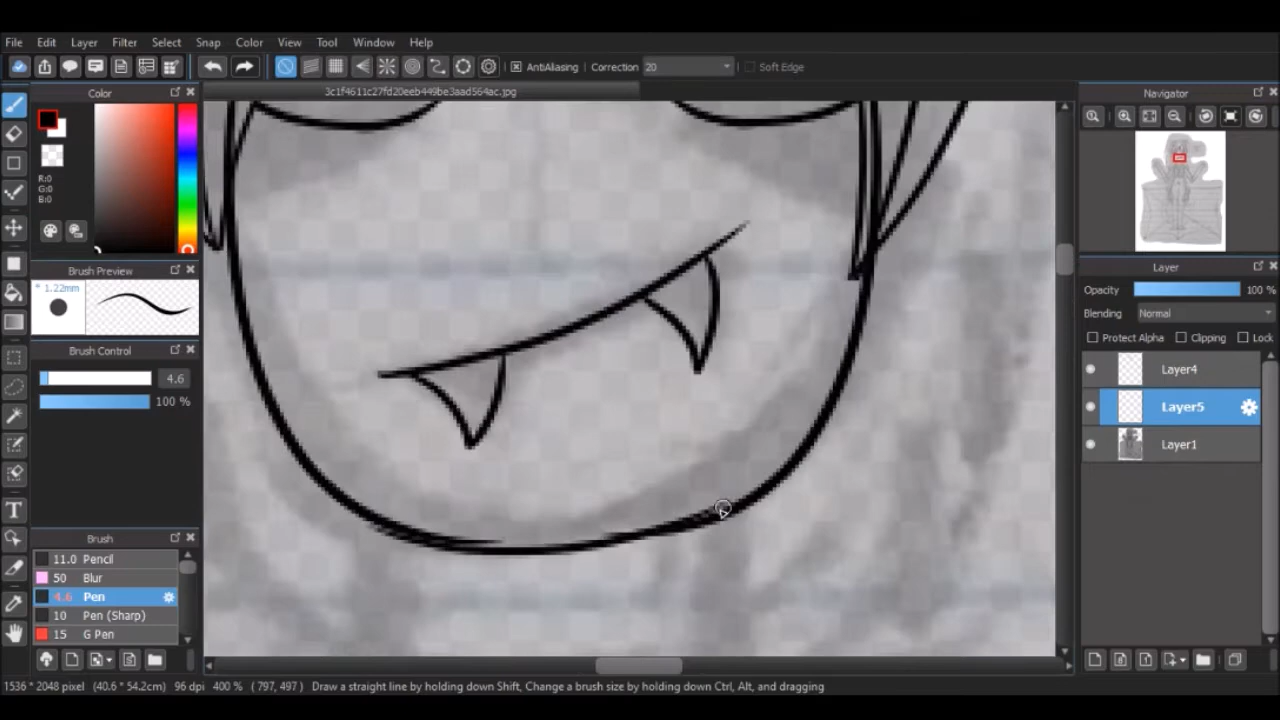 File Edit Layer Filter Select Snap Color View Tool Window Help
AntiAliasing Correction 20 Soft Edge
Color
3c1f4611c27fd20eeb449be3aad564ac.jpg
Navigator
R:0
G:0
B:0
Brush Preview
* 1.22mm
Brush Control
4.6
100 %
Layer
Opacity 100 %
Blending Normal
Protect Alpha Clipping Lock
Layer4
Layer5
Layer1
Brush
11.0 Pencil
50 Blur
4.6 Pen
10 Pen (Sharp)
15 G Pen
1536 * 2048 pixel (40.6 * 54.2cm) 96 dpi 400 % ( 797, 497 ) Draw a straight line by holding down Shift, Change a brush size by holding down Ctrl, Alt, and dragging